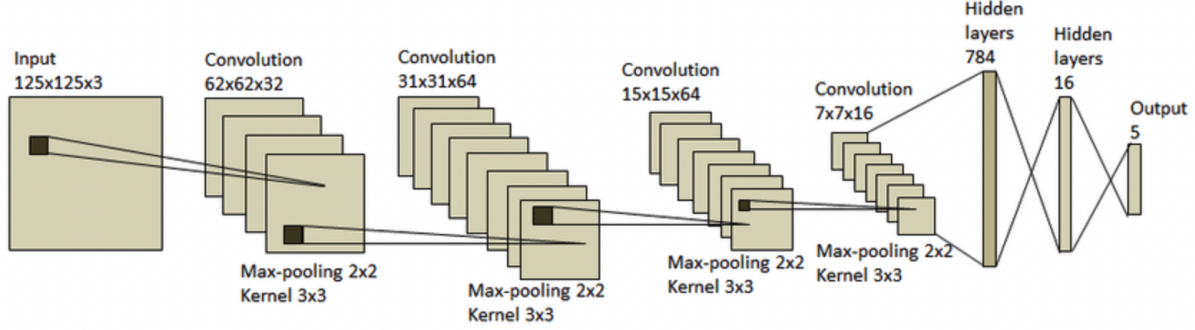 Input
125x125x3
Convolution
62x62x32
Max-pooling 2x2
Kernel 3x3
Convolution
31x31x64
Max-pooling 2x2
Kernel 3x3
Convolution
15x15x64
Max-pooling 2x2
Kernel 3x3
Convolution
7x7x16
Max-pooling 2x2
Kernel 3x3
Hidden
layers
784
Hidden
layers
16
Output
5